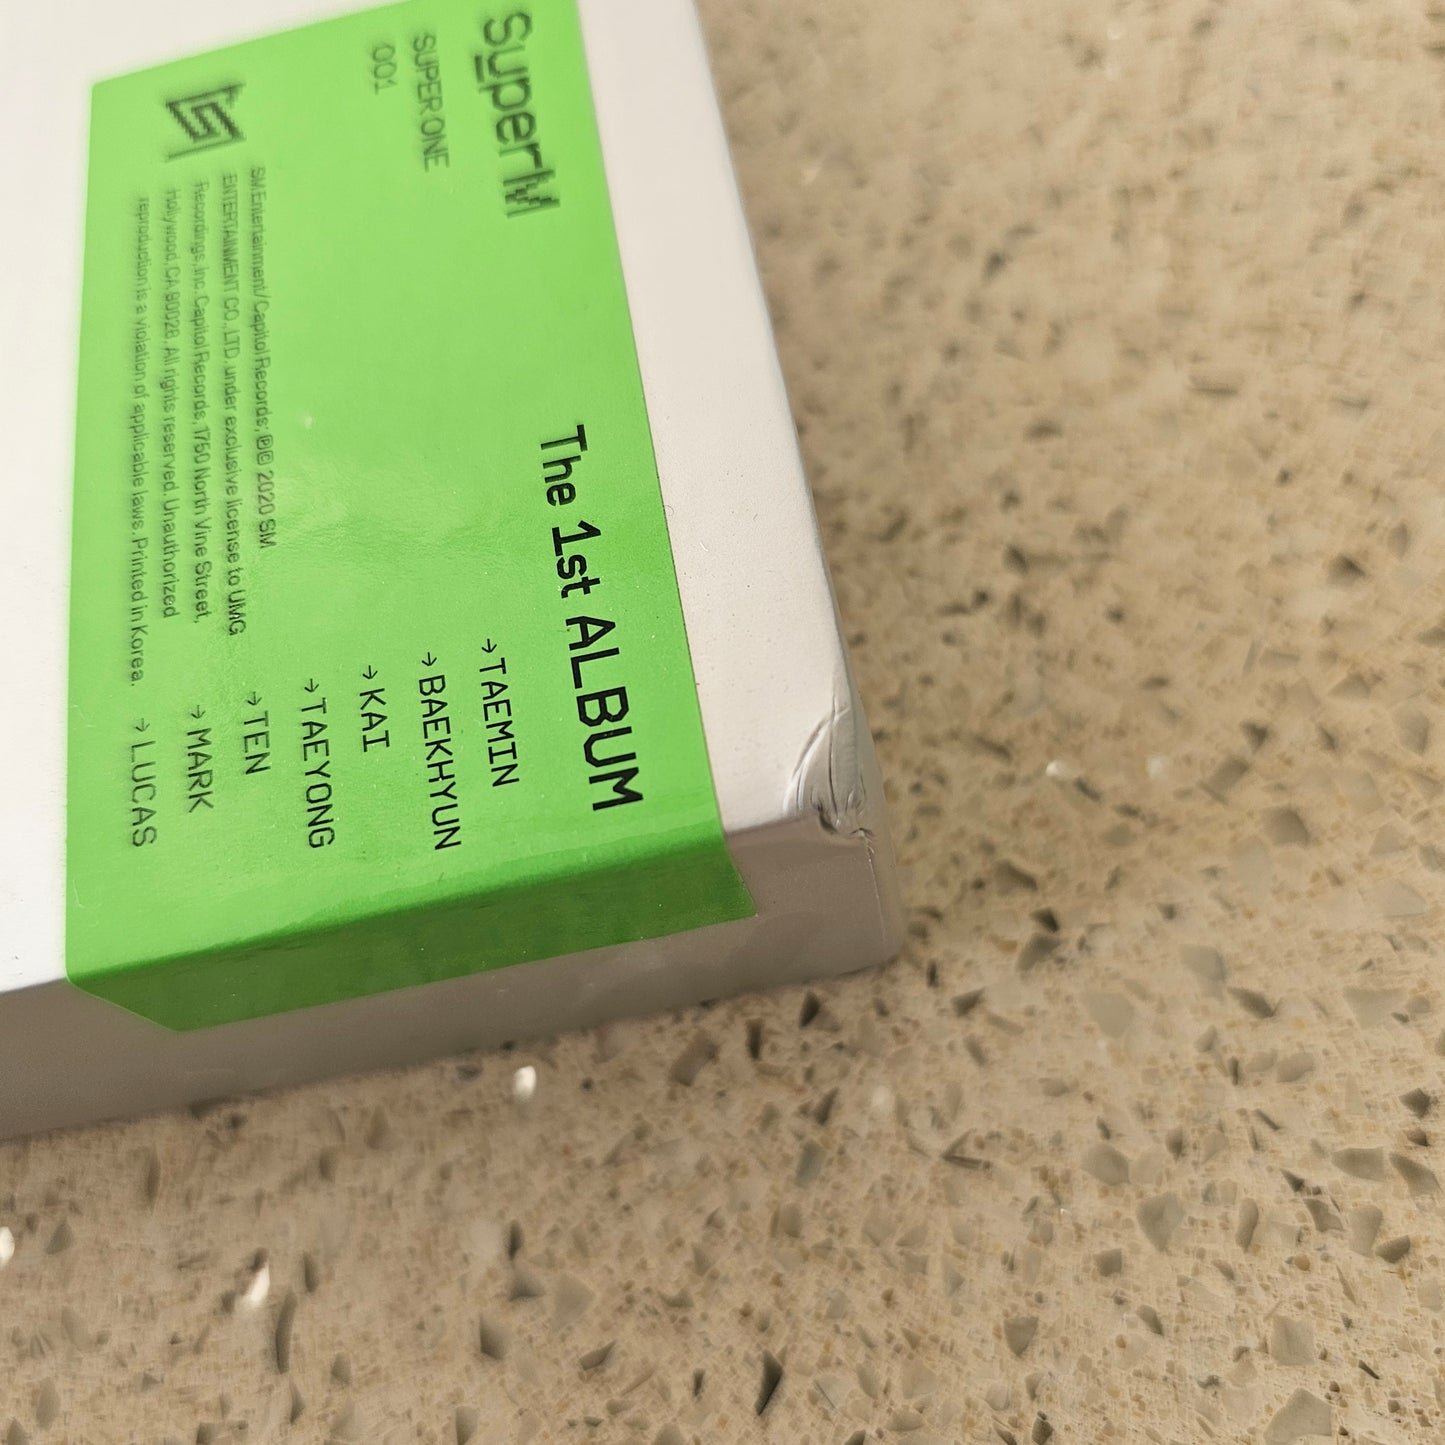 SuperM
SUPER ONE
001
The 1st ALBUM
→TAEMIN
→BAEKHYUN
→KAI
→TAEYONG
→TEN
→MARK
→LUCAS
SM Entertainment/Capitol Records; ℗© 2020 SM
ENTERTAINMENT CO., LTD. under exclusive license to UMG
Recordings, Inc. Capitol Records, 1750 North Vine Street,
Hollywood, CA 90028. All rights reserved. Unauthorized
reproduction is a violation of applicable laws. Printed in Korea.